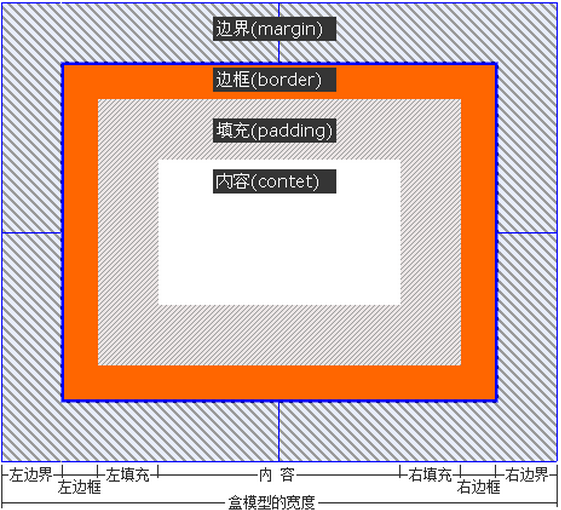 边界(margin)
边框(border)
填充(padding)
内容(contet)
左边界 左填充 内 容 右填充 右边界
左边框 右边框
盒模型的宽度